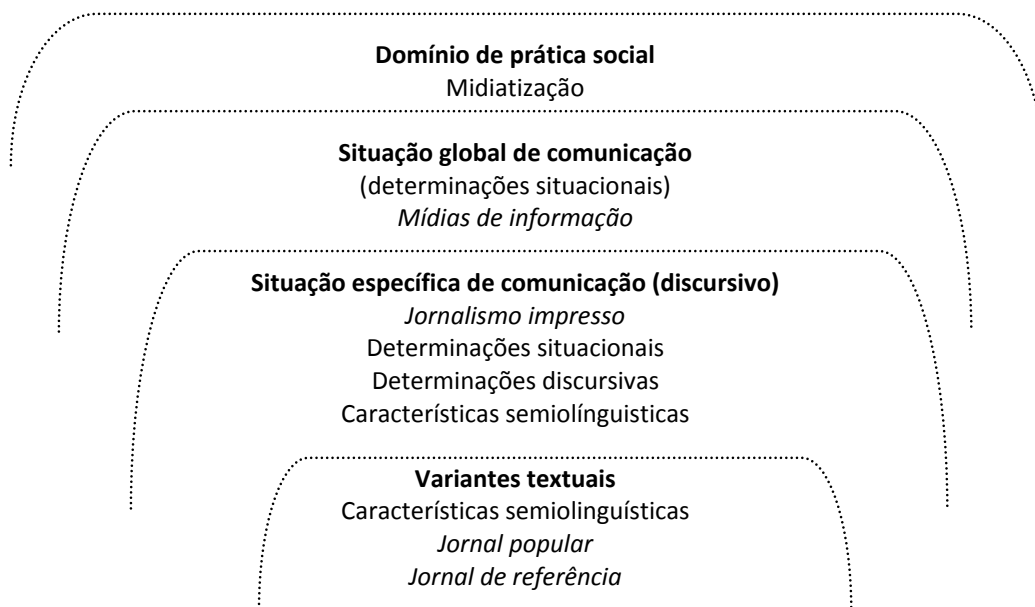 Domínio de prática social
Midiatização
Situação global de comunicação
(determinações situacionais)
Mídias de informação
Situação específica de comunicação (discursivo)
Jornalismo impresso
Determinações situacionais
Determinações discursivas
Características semiolínguisticas
Variantes textuais
Características semiolinguísticas
Jornal popular
Jornal de referência